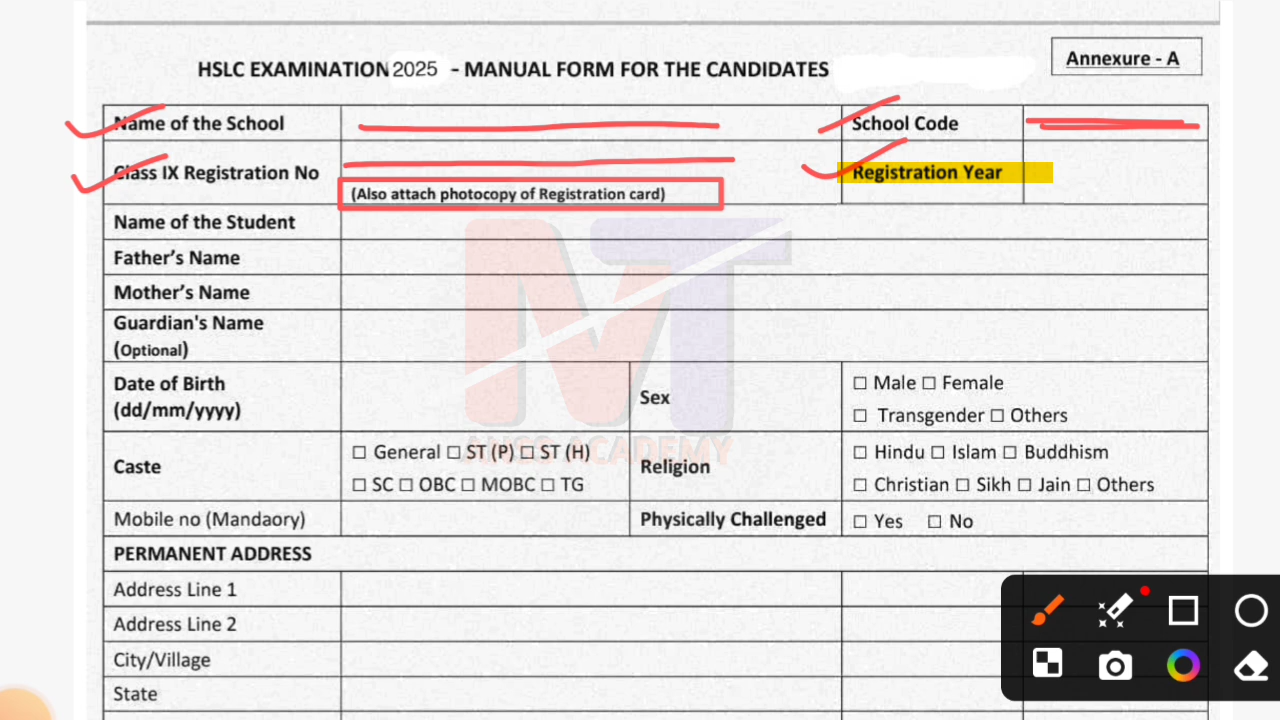 HSLC EXAMINATION 2025 - MANUAL FORM FOR THE CANDIDATES
Annexure - A
Name of the School School Code
Class IX Registration No Registration Year
(Also attach photocopy of Registration card)
Name of the Student
Father’s Name
Mother’s Name
Guardian's Name
(Optional)
Date of Birth
(dd/mm/yyyy)
Sex
☐ Male ☐ Female
☐ Transgender ☐ Others
Caste
☐ General ☐ ST (P) ☐ ST (H)
☐ SC ☐ OBC ☐ MOBC ☐ TG
Religion
☐ Hindu ☐ Islam ☐ Buddhism
☐ Christian ☐ Sikh ☐ Jain ☐ Others
Mobile no (Mandaory) Physically Challenged ☐ Yes ☐ No
PERMANENT ADDRESS
Address Line 1
Address Line 2
City/Village
State
ACADEMY